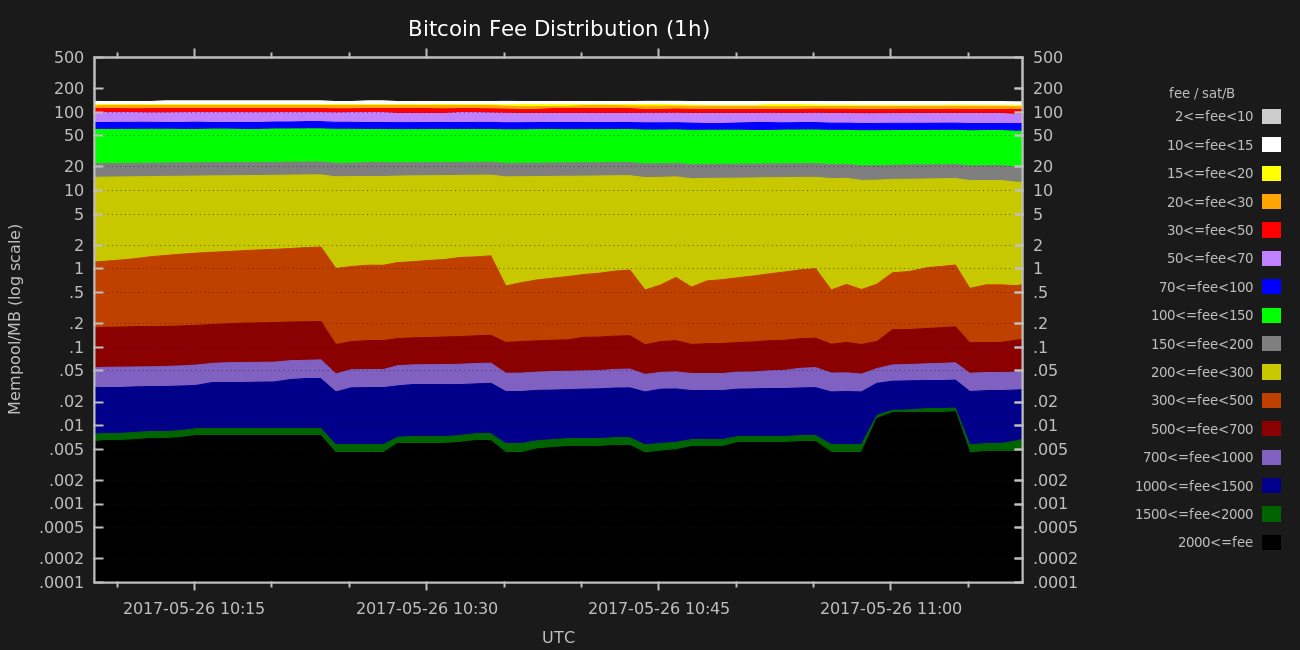 Bitcoin Fee Distribution (1h)
Mempool/MB (log scale)
500
200
100
50
20
10
5
2
1
.5
.2
.1
.05
.02
.01
.005
.002
.001
.0005
.0002
.0001
500
200
100
50
20
10
5
2
1
.5
.2
.1
.05
.02
.01
.005
.002
.001
.0005
.0002
.0001
2017-05-26 10:15
2017-05-26 10:30
2017-05-26 10:45
2017-05-26 11:00
UTC
fee / sat/B
2<=fee<10
10<=fee<15
15<=fee<20
20<=fee<30
30<=fee<50
50<=fee<70
70<=fee<100
100<=fee<150
150<=fee<200
200<=fee<300
300<=fee<500
500<=fee<700
700<=fee<1000
1000<=fee<1500
1500<=fee<2000
2000<=fee